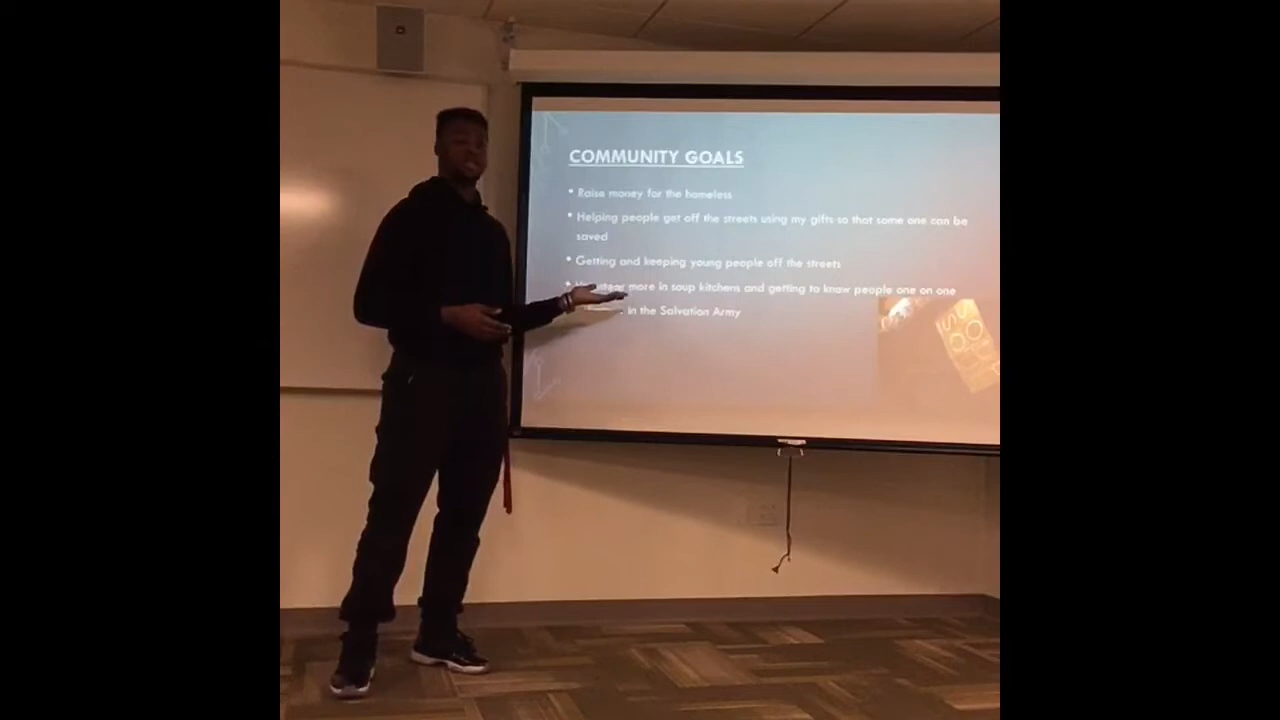 COMMUNITY GOALS
• Raise money for the homeless
• Helping people get off the streets using my gifts so that some one can be
saved
• Getting and keeping young people off the streets
• more in soup kitchens and getting to know people one on one
in the Salvation Army
SOUP